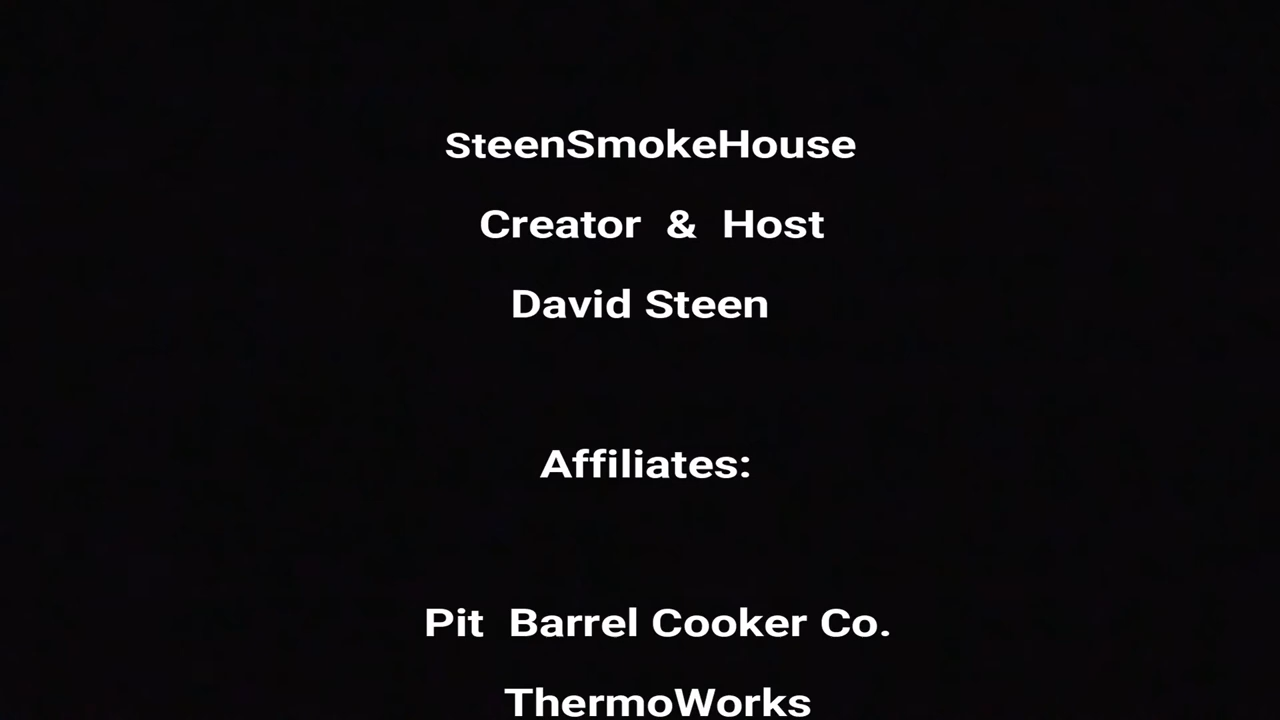 SteenSmokeHouse
Creator & Host
David Steen
Affiliates:
Pit Barrel Cooker Co.
ThermoWorks